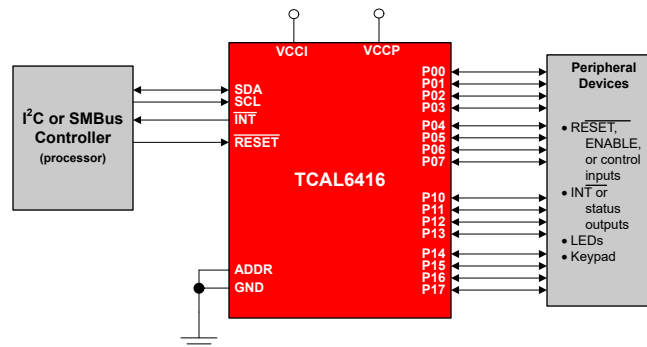 VCCI
VCCP
I²C or SMBus
Controller
(processor)
SDA
SCL
INT
RESET
TCAL6416
ADDR
GND
P00
P01
P02
P03
P04
P05
P06
P07
P10
P11
P12
P13
P14
P15
P16
P17
Peripheral
Devices
• RESET,
ENABLE,
or control
inputs
• INT or
status
outputs
• LEDs
• Keypad